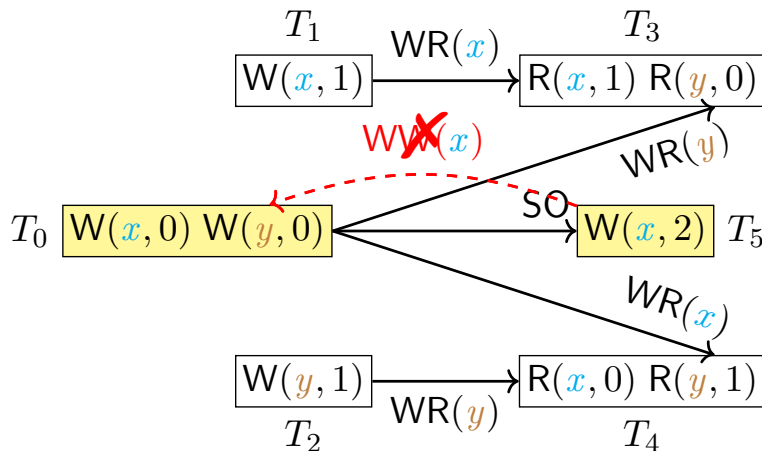 T1 T3
W(x, 1) WR(x) R(x, 1) R(y, 0)
WW(x) WR(y)
SO
T0 W(x, 0) W(y, 0) W(x, 2) T5
WR(x)
W(y, 1) WR(y) R(x, 0) R(y, 1)
T2 T4